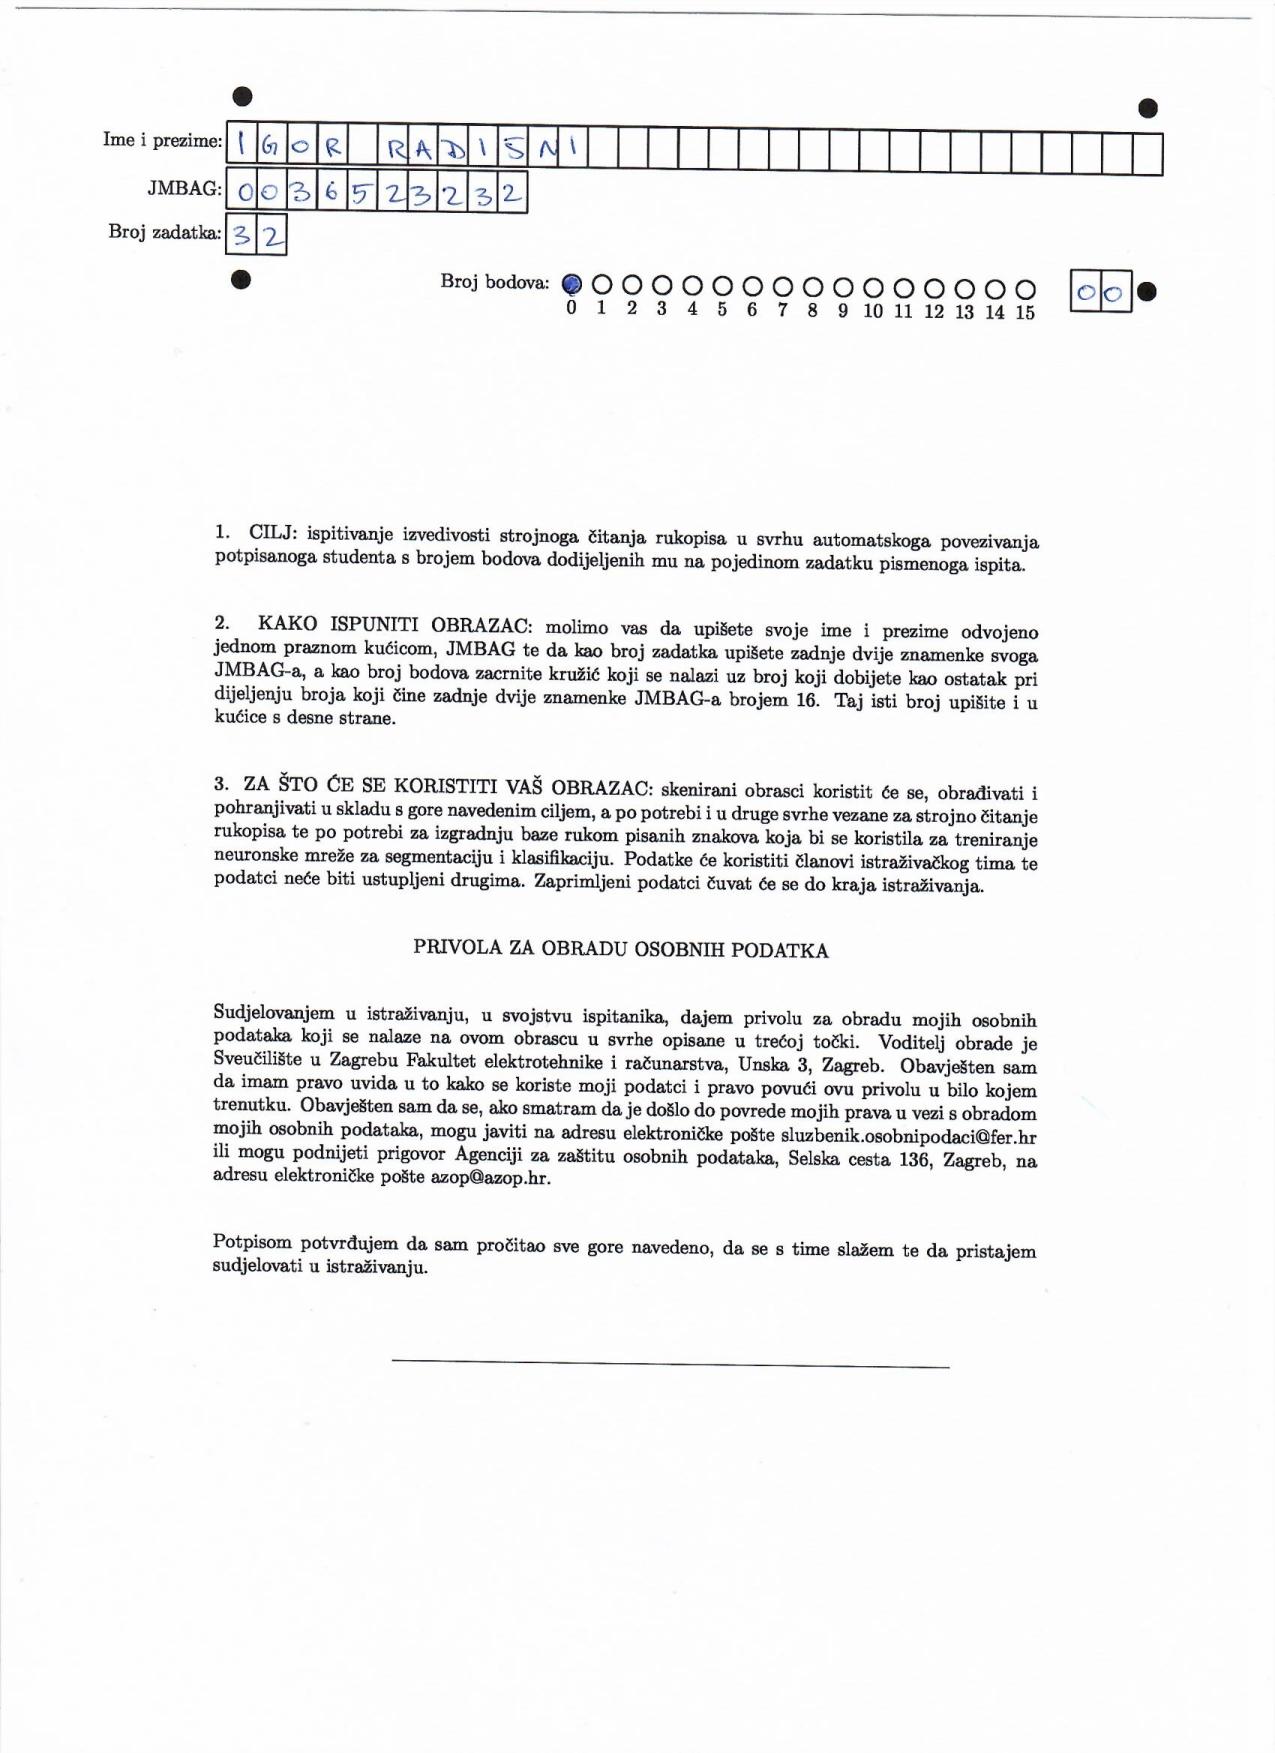 Ime i prezime: IGOR RADIŠNI
JMBAG: 0036523232
Broj zadatka: 32
Broj bodova: 00
0 1 2 3 4 5 6 7 8 9 10 11 12 13 14 15
1. CILJ: ispitivanje izvedivosti strojnoga čitanja rukopisa u svrhu automatskoga povezivanja
potpisanoga studenta s brojem bodova dodijeljenih mu na pojedinom zadatku pismenoga ispita.
2. KAKO ISPUNITI OBRAZAC: molimo vas da upišete svoje ime i prezime odvojeno
jednom praznom kućicom, JMBAG te da kao broj zadatka upišete zadnje dvije znamenke svoga
JMBAG-a, a kao broj bodova zacrnite kružić koji se nalazi uz broj koji dobijete kao ostatak pri
dijeljenju broja koji čine zadnje dvije znamenke JMBAG-a brojem 16. Taj isti broj upišite i u
kućice s desne strane.
3. ZA ŠTO ĆE SE KORISTITI VAŠ OBRAZAC: skenirani obrasci koristit će se, obrađivati i
pohranjivati u skladu s gore navedenim ciljem, a po potrebi i u druge svrhe vezane za strojno čitanje
rukopisa te po potrebi za izgradnju baze rukom pisanih znakova koja bi se koristila za treniranje
neuronske mreže za segmentaciju i klasifikaciju. Podatke će koristiti članovi istraživačkog tima te
podatci neće biti ustupljeni drugima. Zaprimljeni podatci čuvat će se do kraja istraživanja.
PRIVOLA ZA OBRADU OSOBNIH PODATKA
Sudjelovanjem u istraživanju, u svojstvu ispitanika, dajem privolu za obradu mojih osobnih
podataka koji se nalaze na ovom obrascu u svrhe opisane u trećoj točki. Voditelj obrade je
Sveučilište u Zagrebu Fakultet elektrotehnike i računarstva, Unska 3, Zagreb. Obavješten sam
da imam pravo uvida u to kako se koriste moji podatci i pravo povući ovu privolu u bilo kojem
trenutku. Obavješten sam da se, ako smatram da je došlo do povrede mojih prava u vezi s obradom
mojih osobnih podataka, mogu javiti na adresu elektroničke pošte sluzbenik.osobnipodaci@fer.hr
ili mogu podnijeti prigovor Agenciji za zaštitu osobnih podataka, Selska cesta 136, Zagreb, na
adresu elektroničke pošte azop@azop.hr.
Potpisom potvrđujem da sam pročitao sve gore navedeno, da se s time slažem te da pristajem
sudjelovati u istraživanju.